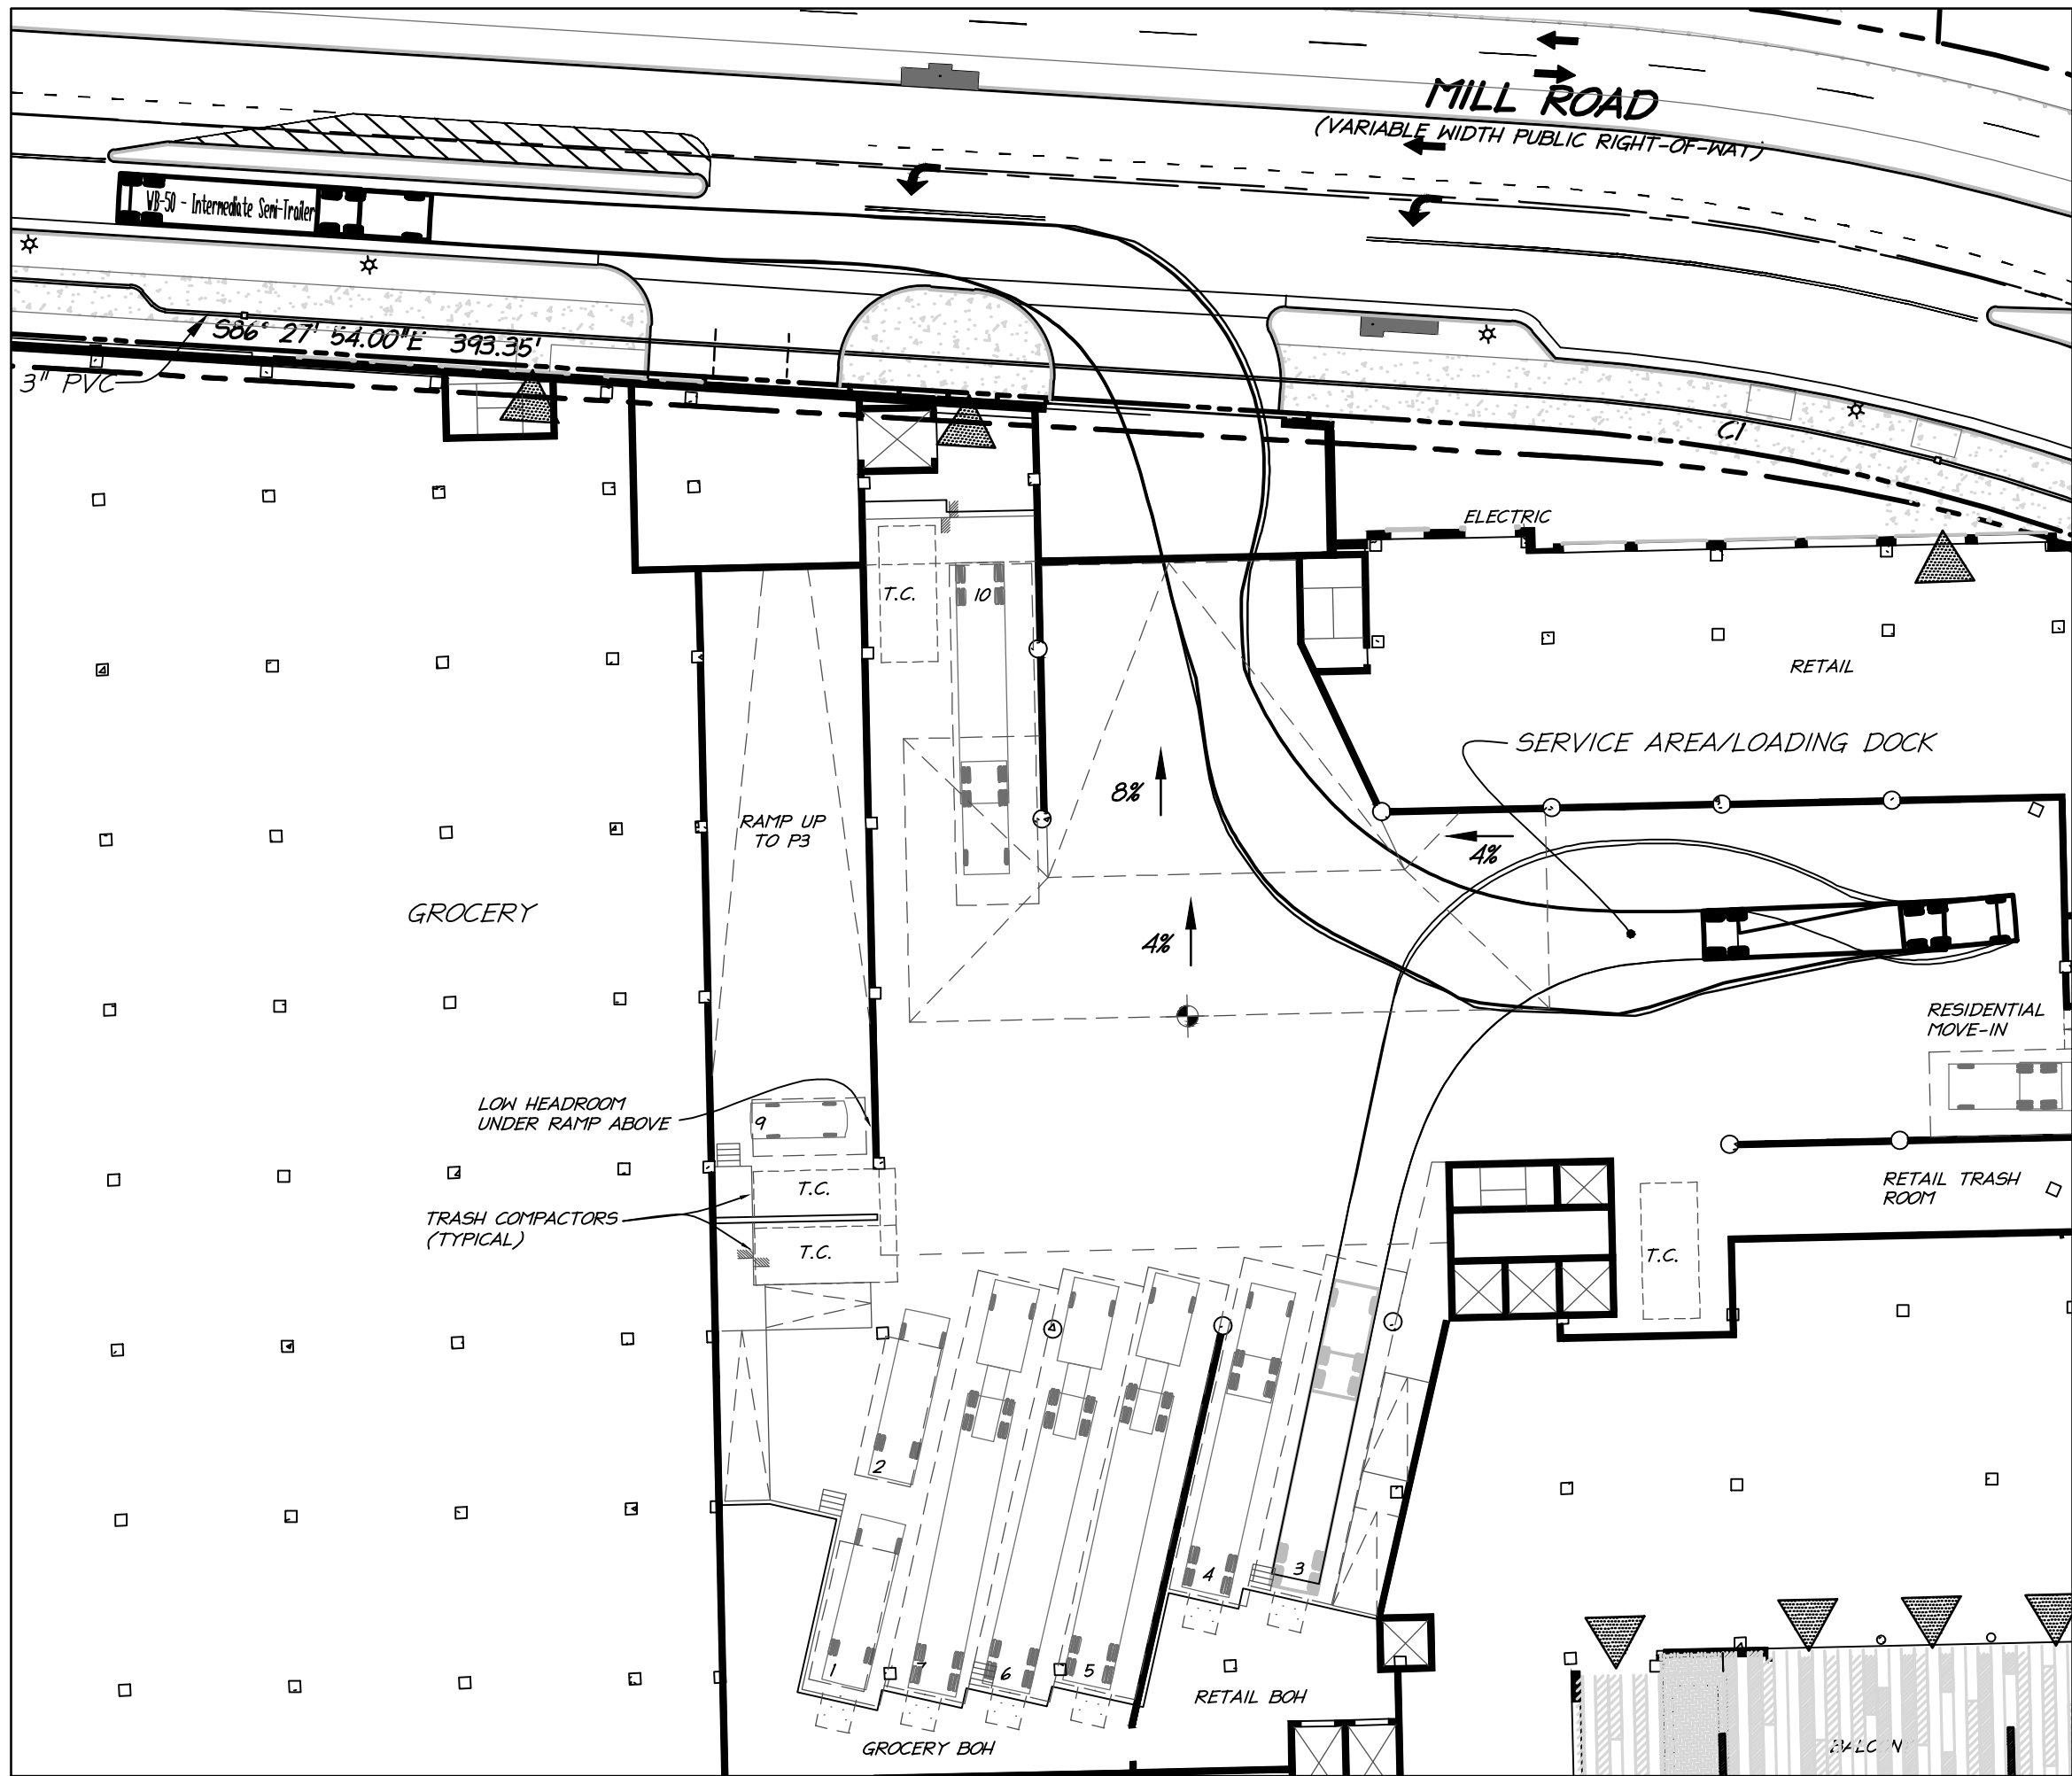 MILL ROAD
(VARIABLE WIDTH PUBLIC RIGHT-OF-WAY)
WB-50 - Intermediate Semi-Trailer
S86° 27' 54.00"E 393.35'
3" PVC
C1
ELECTRIC
T.C.
10
RETAIL
SERVICE AREA/LOADING DOCK
8%
RAMP UP
TO P3
4%
GROCERY
4%
RESIDENTIAL
MOVE-IN
LOW HEADROOM
UNDER RAMP ABOVE
9
T.C.
RETAIL TRASH
ROOM
TRASH COMPACTORS
(TYPICAL)
T.C.
T.C.
2
4
3
1
7
6
5
RETAIL BOH
GROCERY BOH
BALCONY